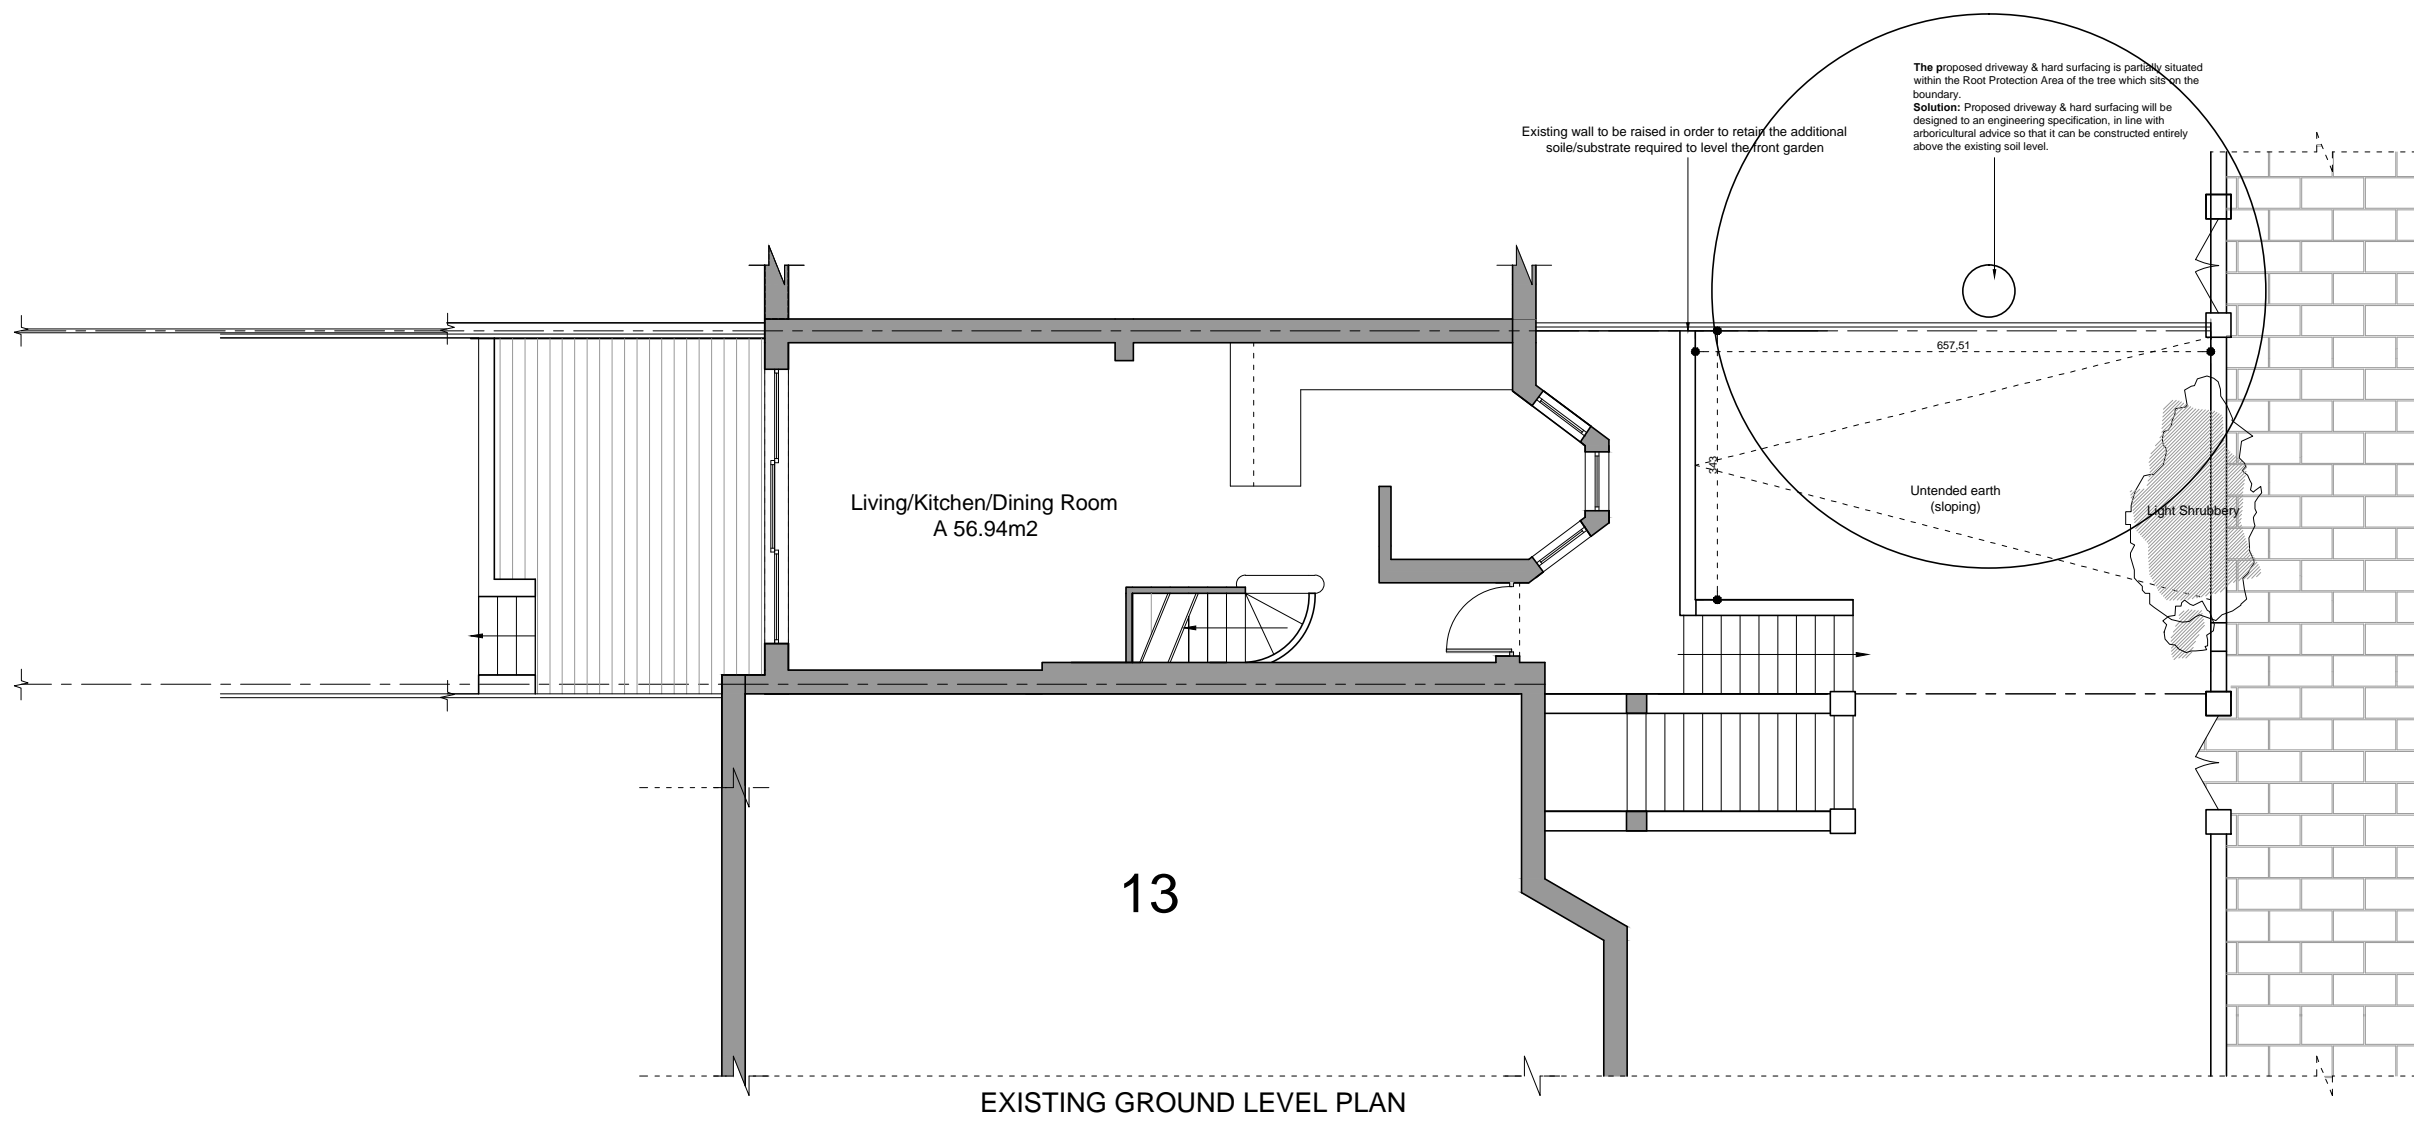 The proposed driveway & hard surfacing is partially situated
within the Root Protection Area of the tree which sits on the
boundary.
Solution: Proposed driveway & hard surfacing will be
designed to an engineering specification, in line with
arboricultural advice so that it can be constructed entirely
above the existing soil level.
Existing wall to be raised in order to retain the additional
soile/substrate required to level the front garden
657.51
343
Living/Kitchen/Dining Room
A 56.94m2
Untended earth
(sloping)
Light Shrubbery
13
EXISTING GROUND LEVEL PLAN